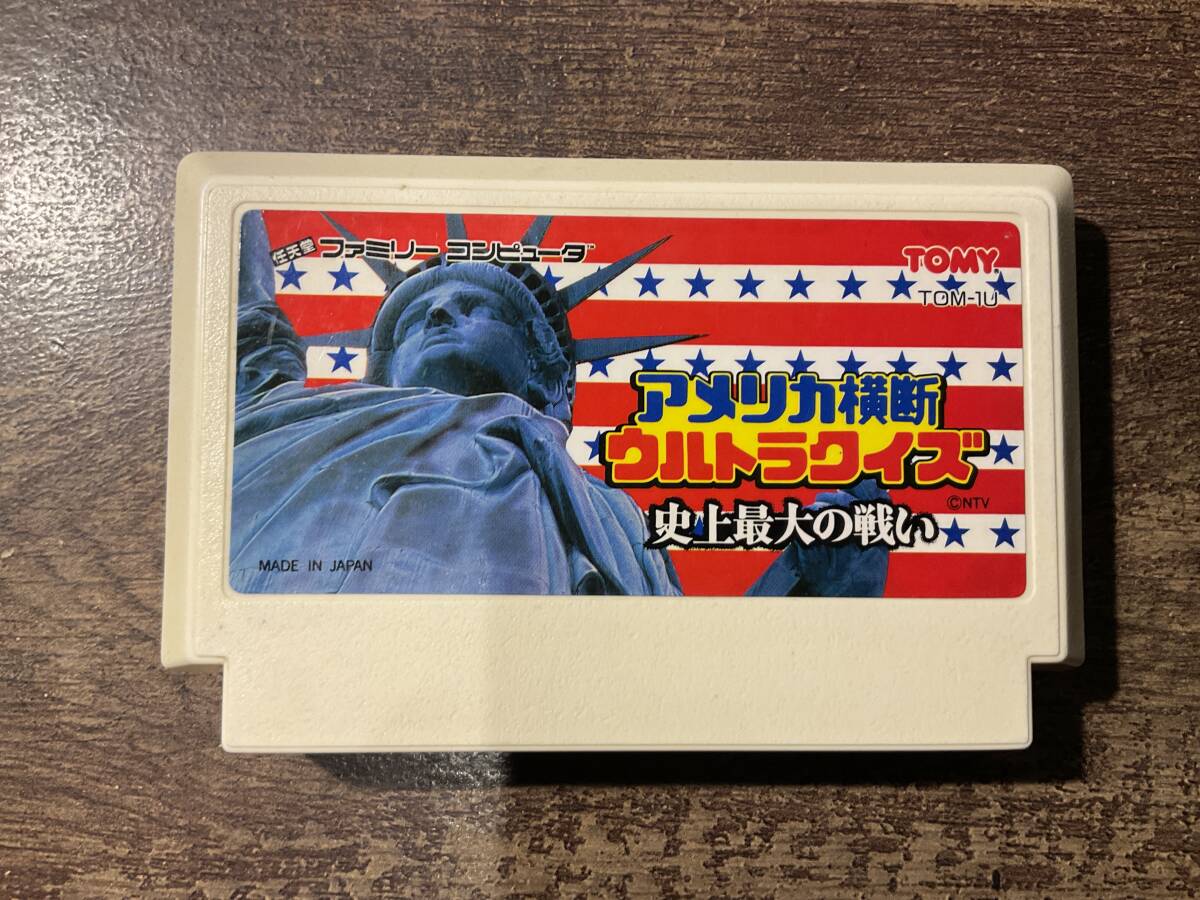 任天堂 ファミリー コンピュータ™
TOMY
TOM-1U
アメリカ横断
ウルトラクイズ
©NTV
史上最大の戦い
MADE IN JAPAN